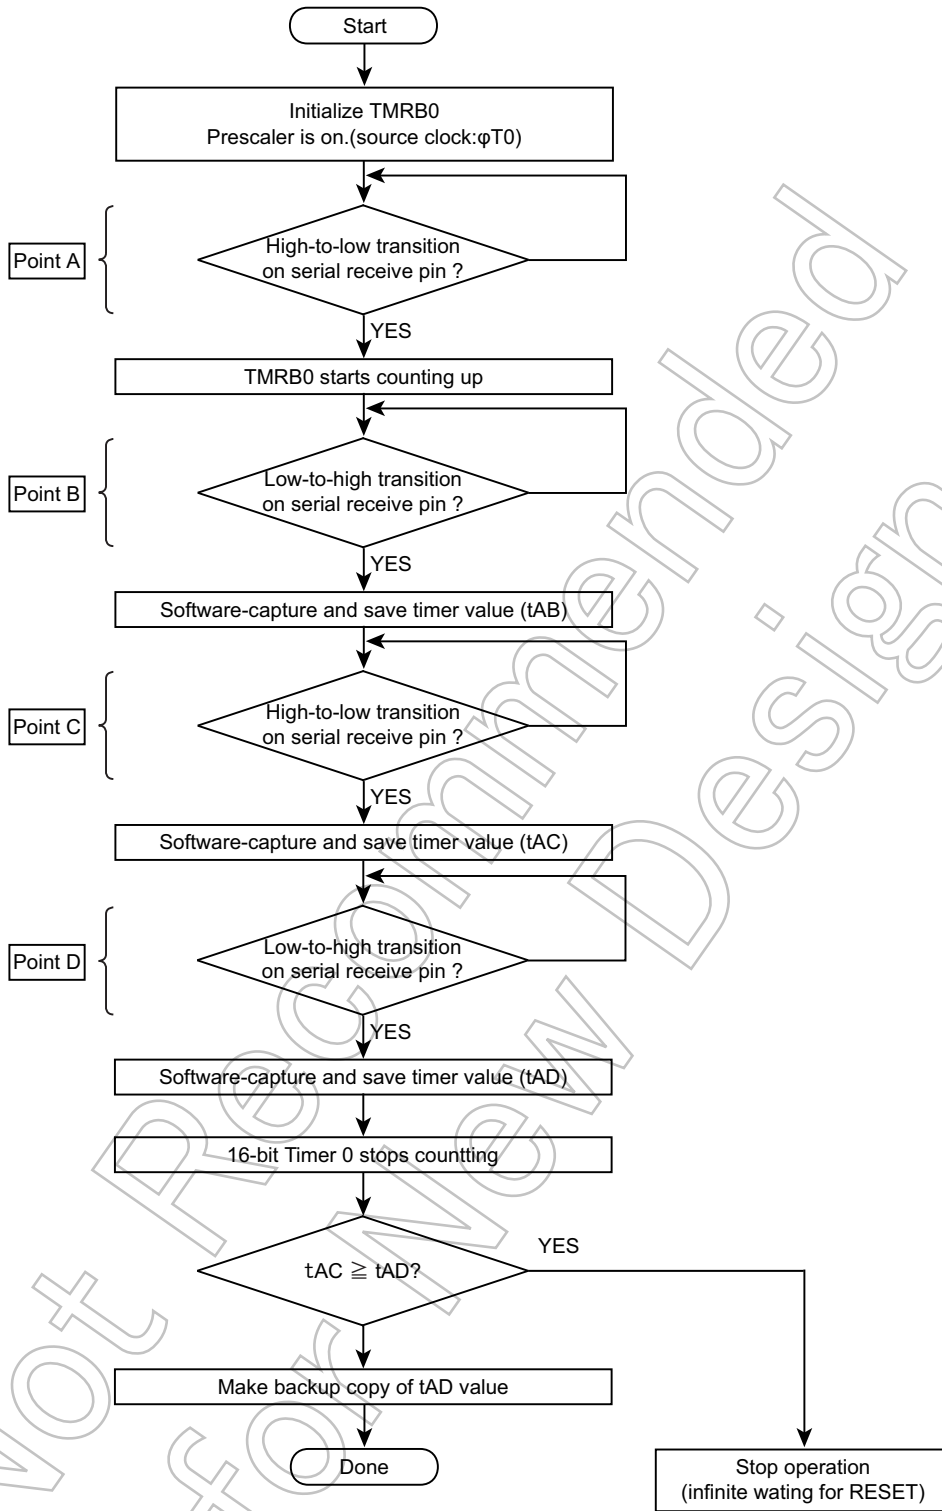 Start
Initialize TMRB0
Prescaler is on.(source clock:φT0)
Point A
High-to-low transition
on serial receive pin ?
YES
TMRB0 starts counting up
Point B
Low-to-high transition
on serial receive pin ?
YES
Software-capture and save timer value (tAB)
Point C
High-to-low transition
on serial receive pin ?
YES
Software-capture and save timer value (tAC)
Point D
Low-to-high transition
on serial receive pin ?
YES
Software-capture and save timer value (tAD)
16-bit Timer 0 stops countting
tAC ≧ tAD?
YES
Make backup copy of tAD value
Done
Stop operation
(infinite wating for RESET)
Not Recommended
for New Design